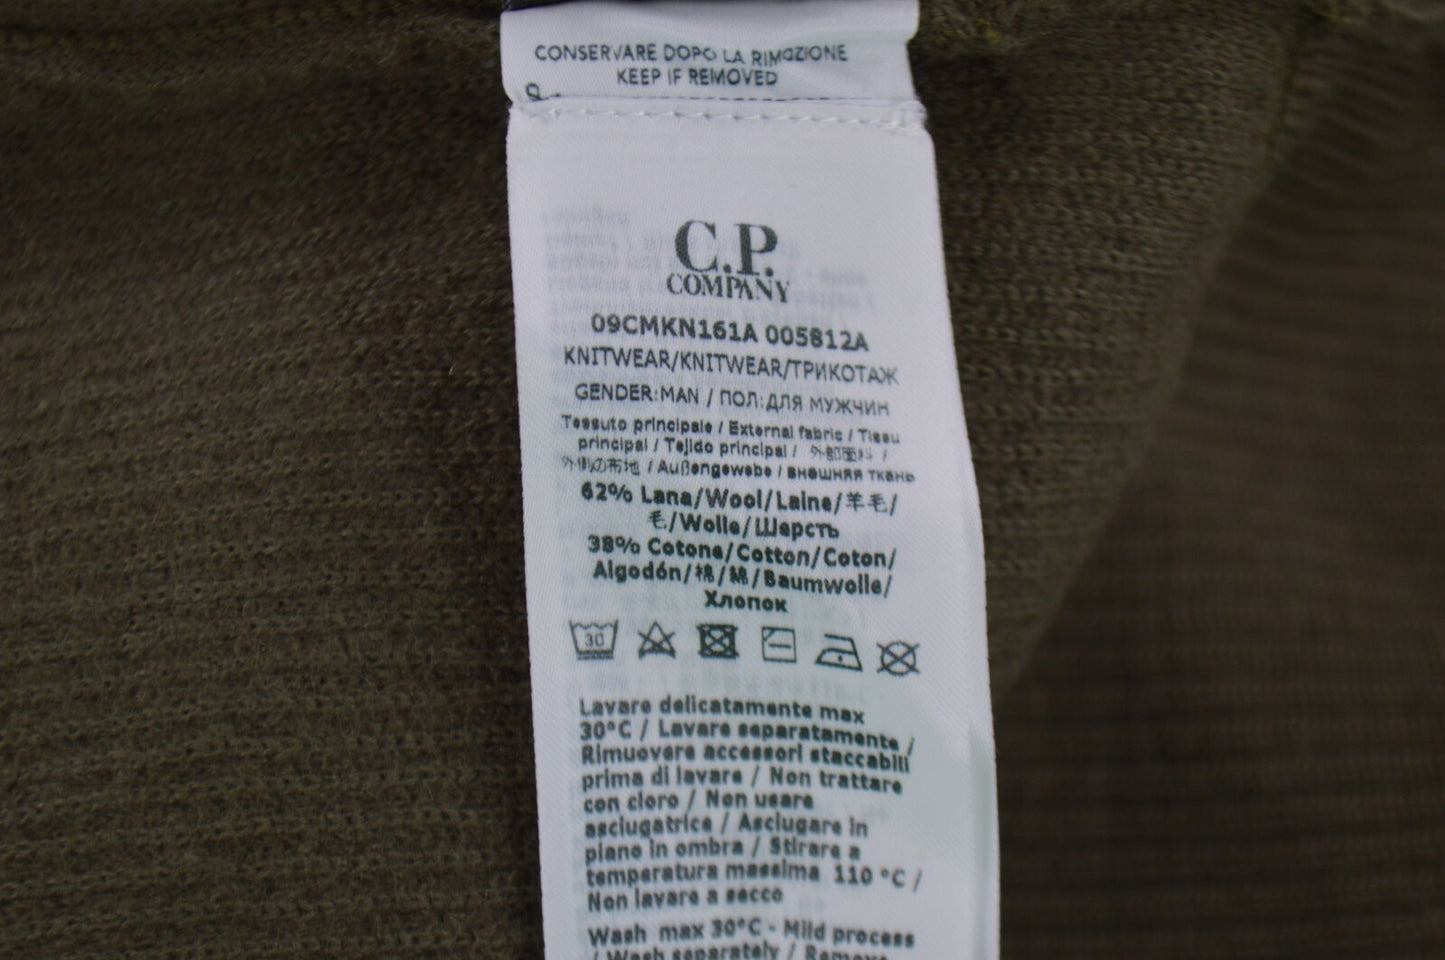 CONSERVARE DOPO LA RIMOZIONE
KEEP IF REMOVED
C.P.
COMPANY
09CMKN161A 005812A
KNITWEAR/KNITWEAR/ТРИКОТАЖ
GENDER:MAN / ПОЛ:ДЛЯ МУЖЧИН
Tessuto principale / External fabric / Tissu
principal / Tejido principal / 外部面料 /
外側の布地 / Außengewebe / внешняя ткань
62% Lana/Wool/Laine/羊毛/
毛/Wolle/Шерсть
38% Cotone/Cotton/Coton/
Algodón/棉/綿/Baumwolle/
Хлопок
30
Lavare delicatamente max
30°C / Lavare separatamente /
Rimuovere accessori staccabili
prima di lavare / Non trattare
con cloro / Non usare
asciugatrice / Asciugare in
piano in ombra / Stirare a
temperatura massima 110 °C /
Non lavare a secco
Wash max 30°C - Mild process
/ Wash separately / Remove